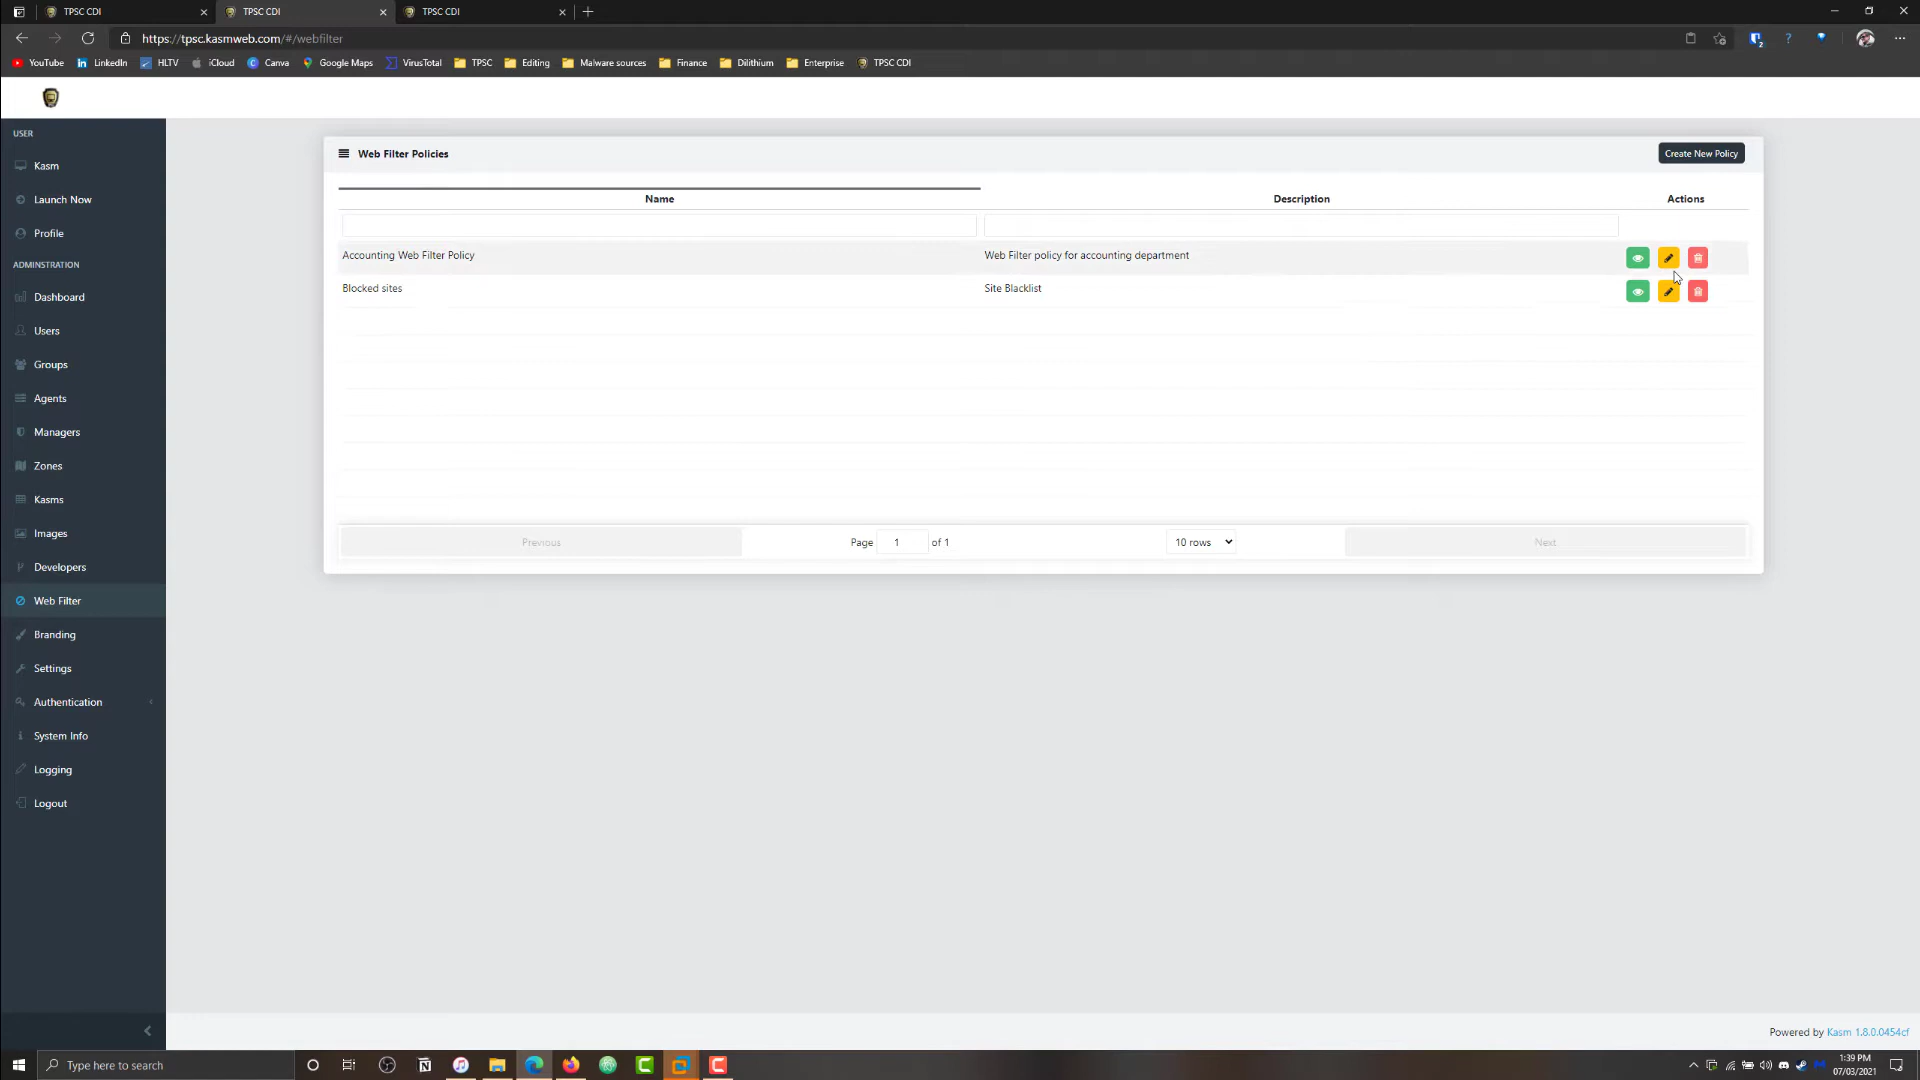 TPSC CDI
TPSC CDI
TPSC CDI
https://tpsc.kasmweb.com/#/webfilter
YouTube
LinkedIn
HLTV
iCloud
Canva
Google Maps
VirusTotal
TPSC
Editing
Malware sources
Finance
Dilithium
Enterprise
TPSC CDI
USER
Kasm
Launch Now
Profile
ADMINSTRATION
Dashboard
Users
Groups
Agents
Managers
Zones
Kasms
Images
Developers
Web Filter
Branding
Settings
Authentication
System Info
Logging
Logout
Web Filter Policies
Create New Policy
Name
Description
Actions
Accounting Web Filter Policy
Web Filter policy for accounting department
Blocked sites
Site Blacklist
Previous
Page 1 of 1
10 rows
Next
Powered by Kasm 1.8.0.0454cf
Type here to search
1:39 PM
07/03/2021